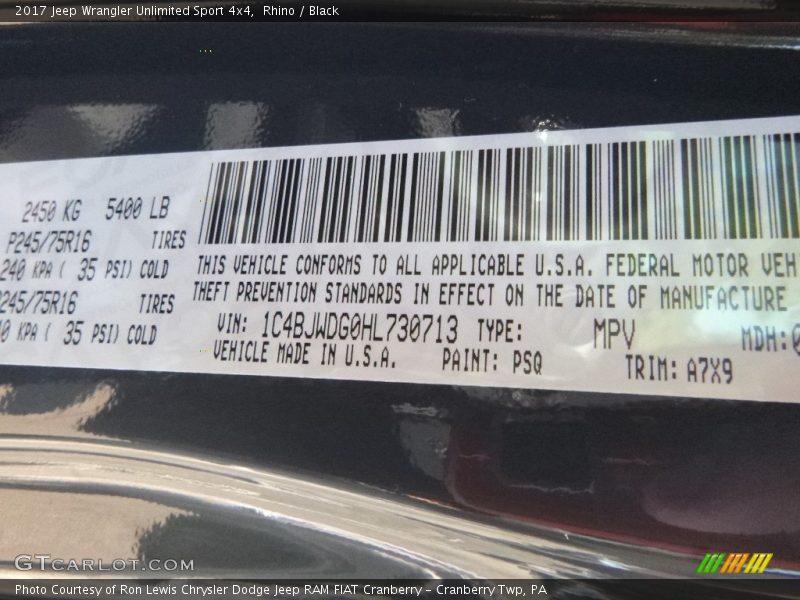 2017 Jeep Wrangler Unlimited Sport 4x4, Rhino / Black
2450 KG 5400 LB
P245/75R16 TIRES
240 KPA ( 35 PSI) COLD
P245/75R16 TIRES
0 KPA ( 35 PSI) COLD
THIS VEHICLE CONFORMS TO ALL APPLICABLE U.S.A. FEDERAL MOTOR VEH
THEFT PREVENTION STANDARDS IN EFFECT ON THE DATE OF MANUFACTURE
VIN: 1C4BJWDG0HL730713 TYPE: MPV MDH:0
VEHICLE MADE IN U.S.A. PAINT: PSQ TRIM: A7X9
GTcarlot.com
Photo Courtesy of Ron Lewis Chrysler Dodge Jeep RAM FIAT Cranberry – Cranberry Twp, PA